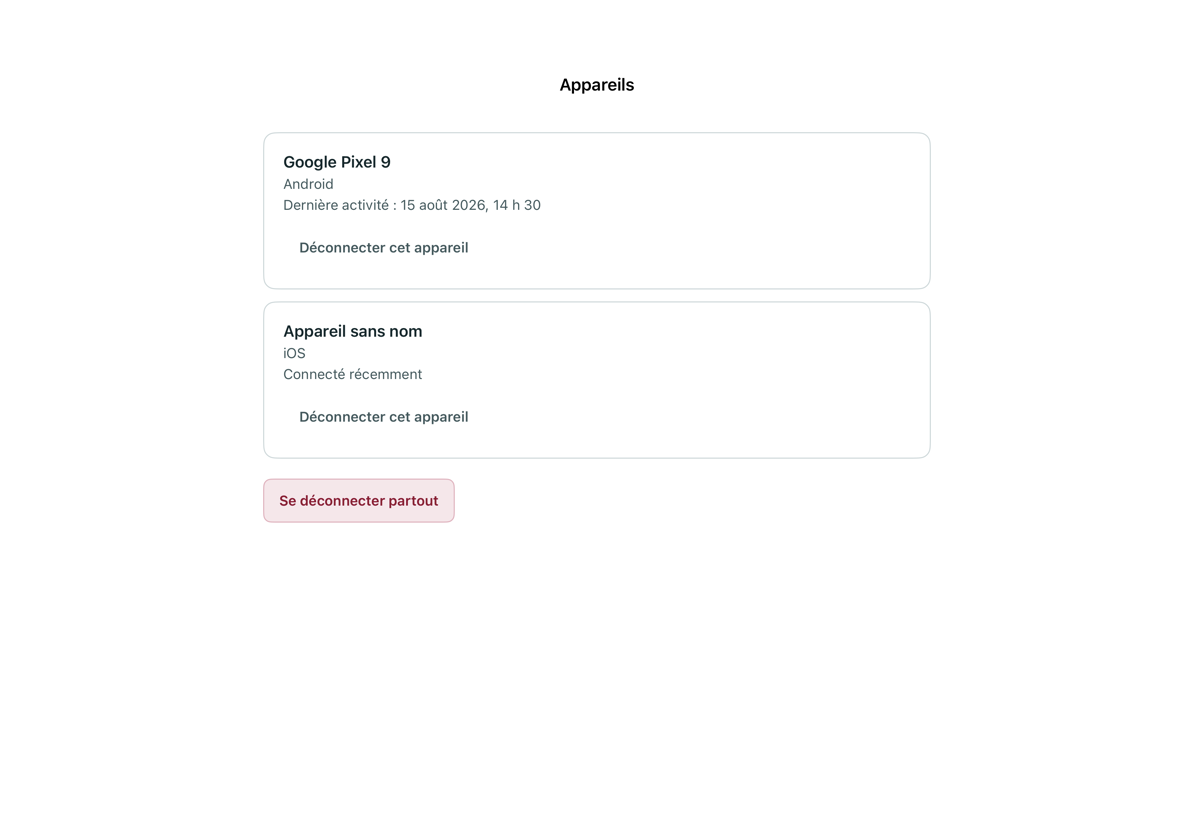 Appareils
Google Pixel 9
Android
Dernière activité : 15 août 2026, 14 h 30
Déconnecter cet appareil
Appareil sans nom
iOS
Connecté récemment
Déconnecter cet appareil
Se déconnecter partout